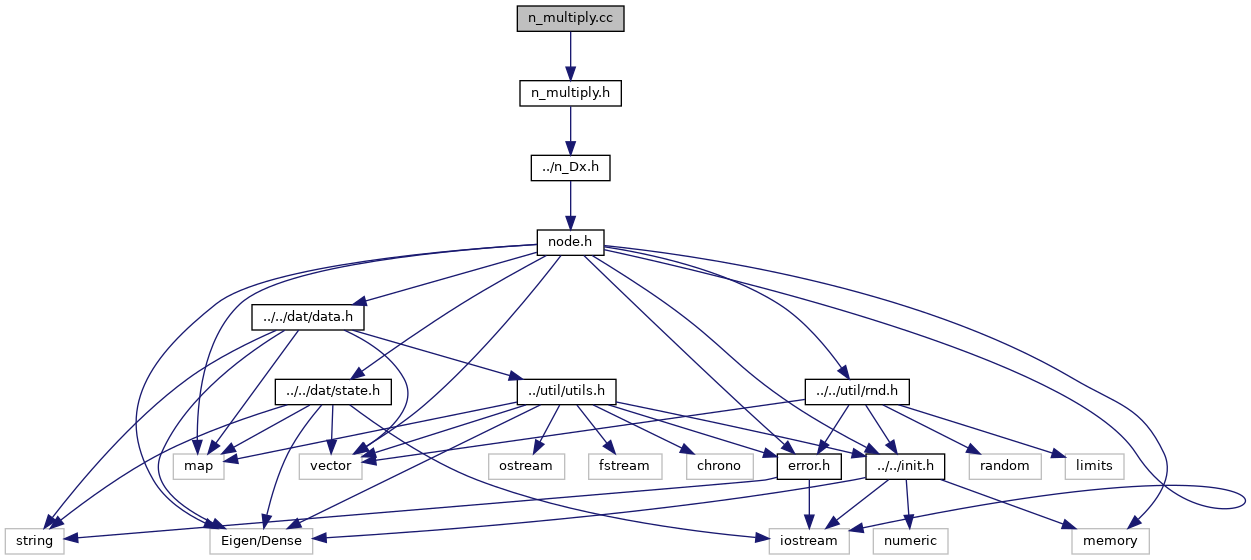 n_multiply.cc
n_multiply.h
../n_Dx.h
node.h
../../dat/data.h
../../dat/state.h
../util/utils.h
../../util/rnd.h
map
vector
ostream
fstream
chrono
error.h
../../init.h
random
limits
string
Eigen/Dense
iostream
numeric
memory